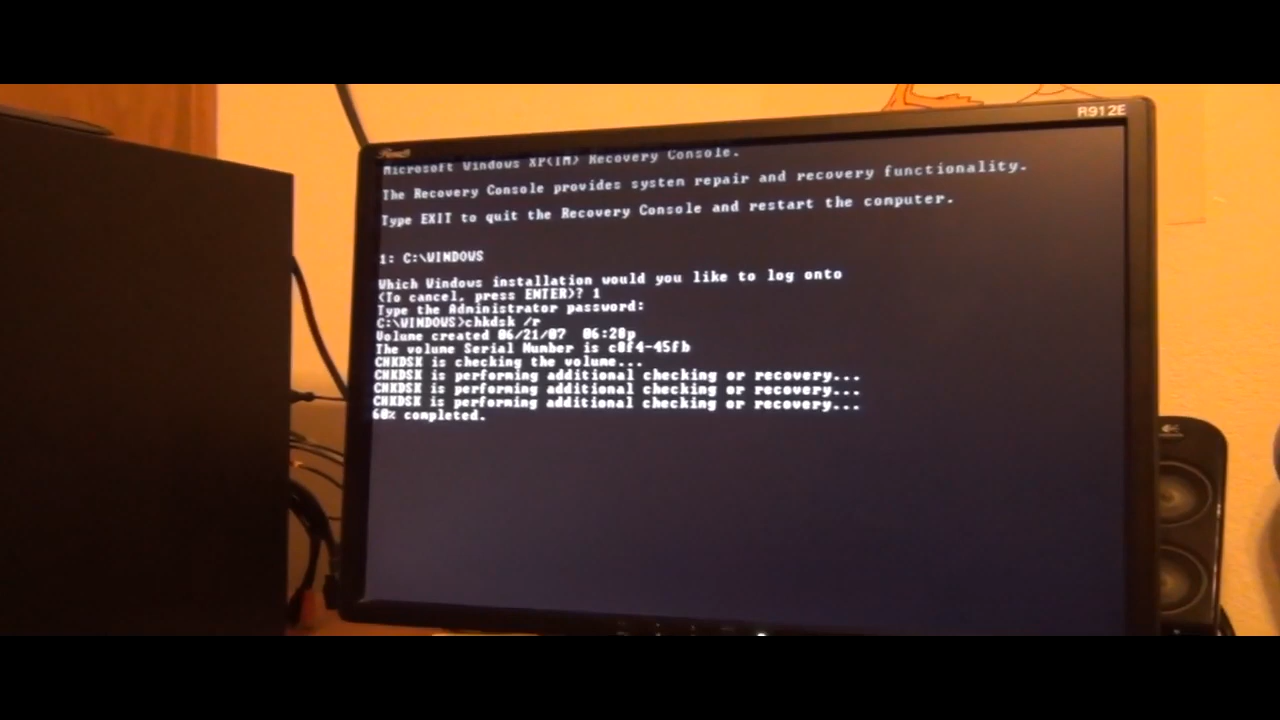 R912E
Microsoft Windows XP(TM) Recovery Console.
The Recovery Console provides system repair and recovery functionality.
Type EXIT to quit the Recovery Console and restart the computer.
1: C:\WINDOWS
Which Windows installation would you like to log onto
(To cancel, press ENTER)? 1
Type the Administrator password:
C:\WINDOWS>chkdsk /r
Volume created 06/21/07  06:20p
The volume Serial Number is c0f4-45fb
CHKDSK is checking the volume...
CHKDSK is performing additional checking or recovery...
CHKDSK is performing additional checking or recovery...
CHKDSK is performing additional checking or recovery...
60% completed.